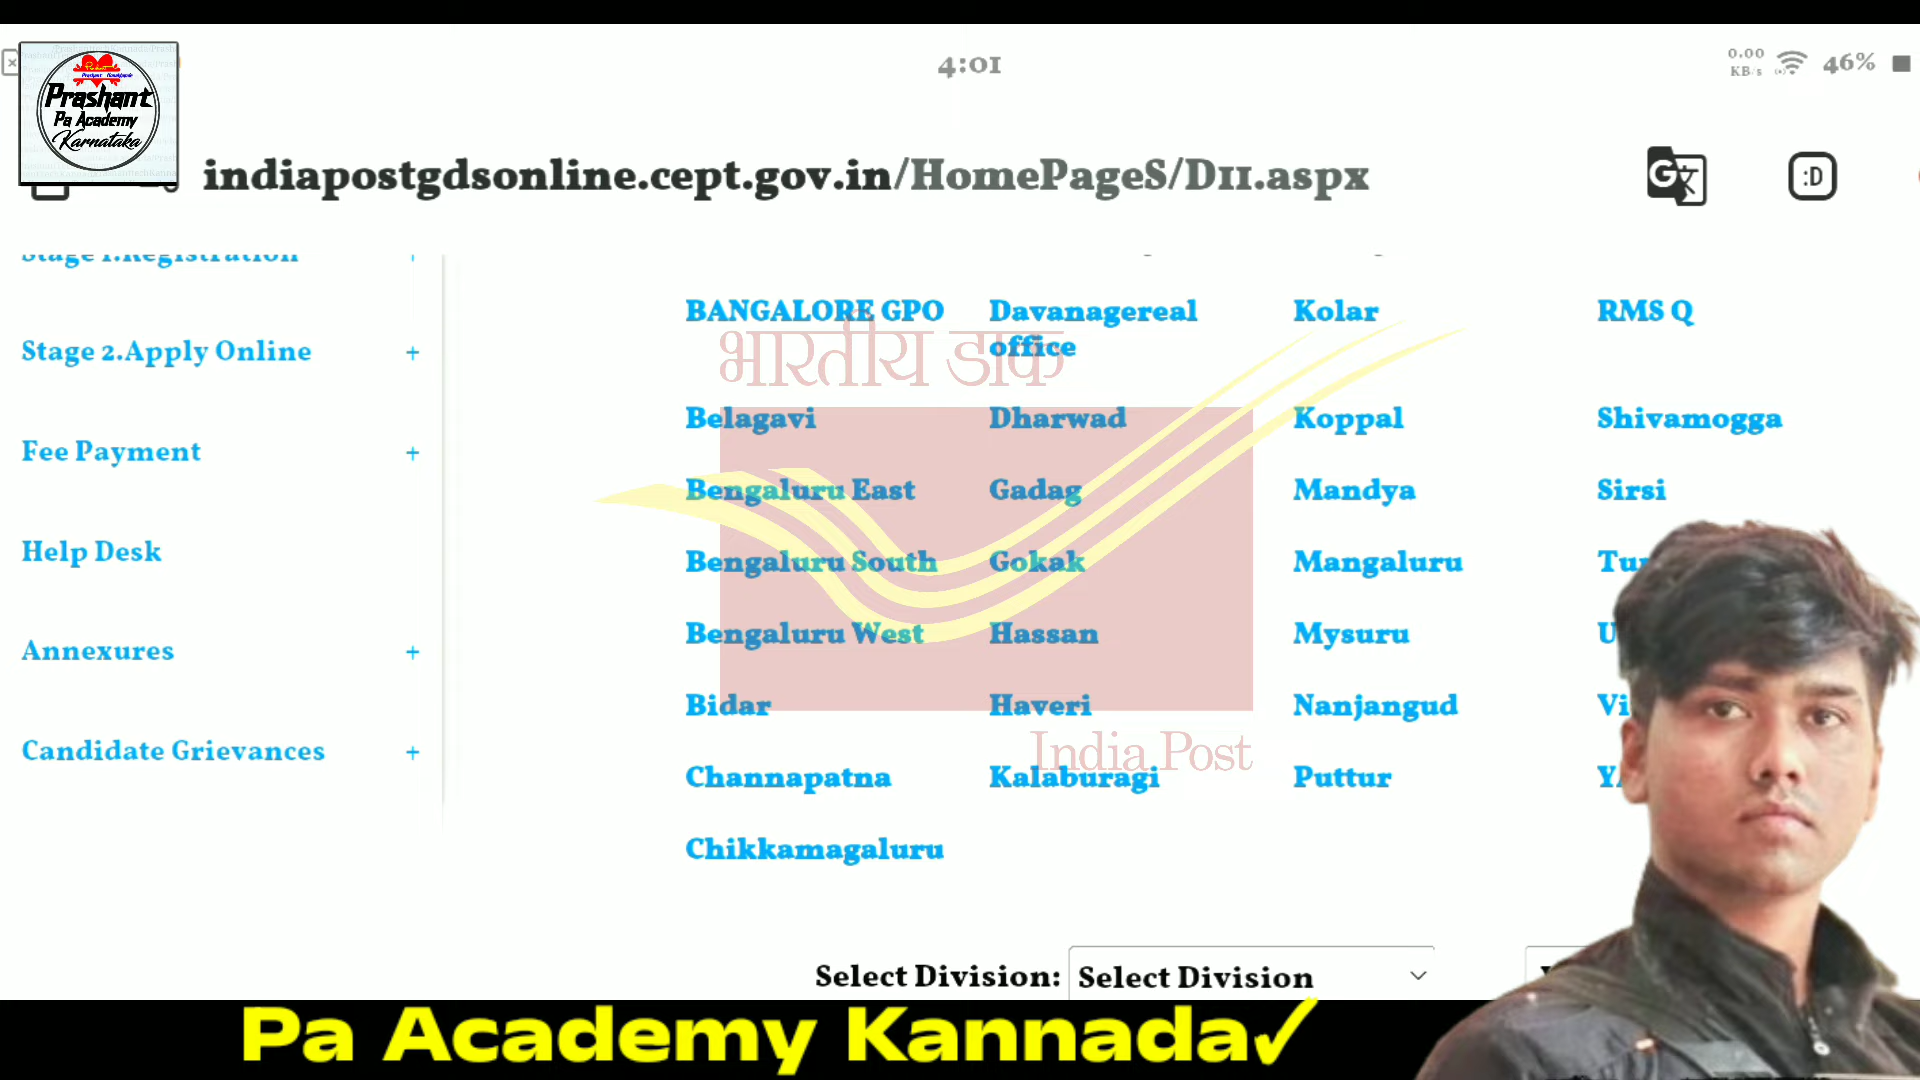 Prashant
Pa Academy
Karnataka
4:01
0.00
KB/s
46%
indiapostgdsonline.cept.gov.in/HomePageS/D11.aspx
Stage 1.Registration +
Stage 2.Apply Online +
Fee Payment +
Help Desk
Annexures +
Candidate Grievances +
भारतीय डाक
India Post
BANGALORE GPO Davanagereal office Kolar RMS Q
Belagavi Dharwad Koppal Shivamogga
Bengaluru East Gadag Mandya Sirsi
Bengaluru South Gokak Mangaluru
Bengaluru West Hassan Mysuru
Bidar Haveri Nanjangud
Channapatna Kalaburagi Puttur
Chikkamagaluru
Select Division: Select Division
Pa Academy Kannada✓